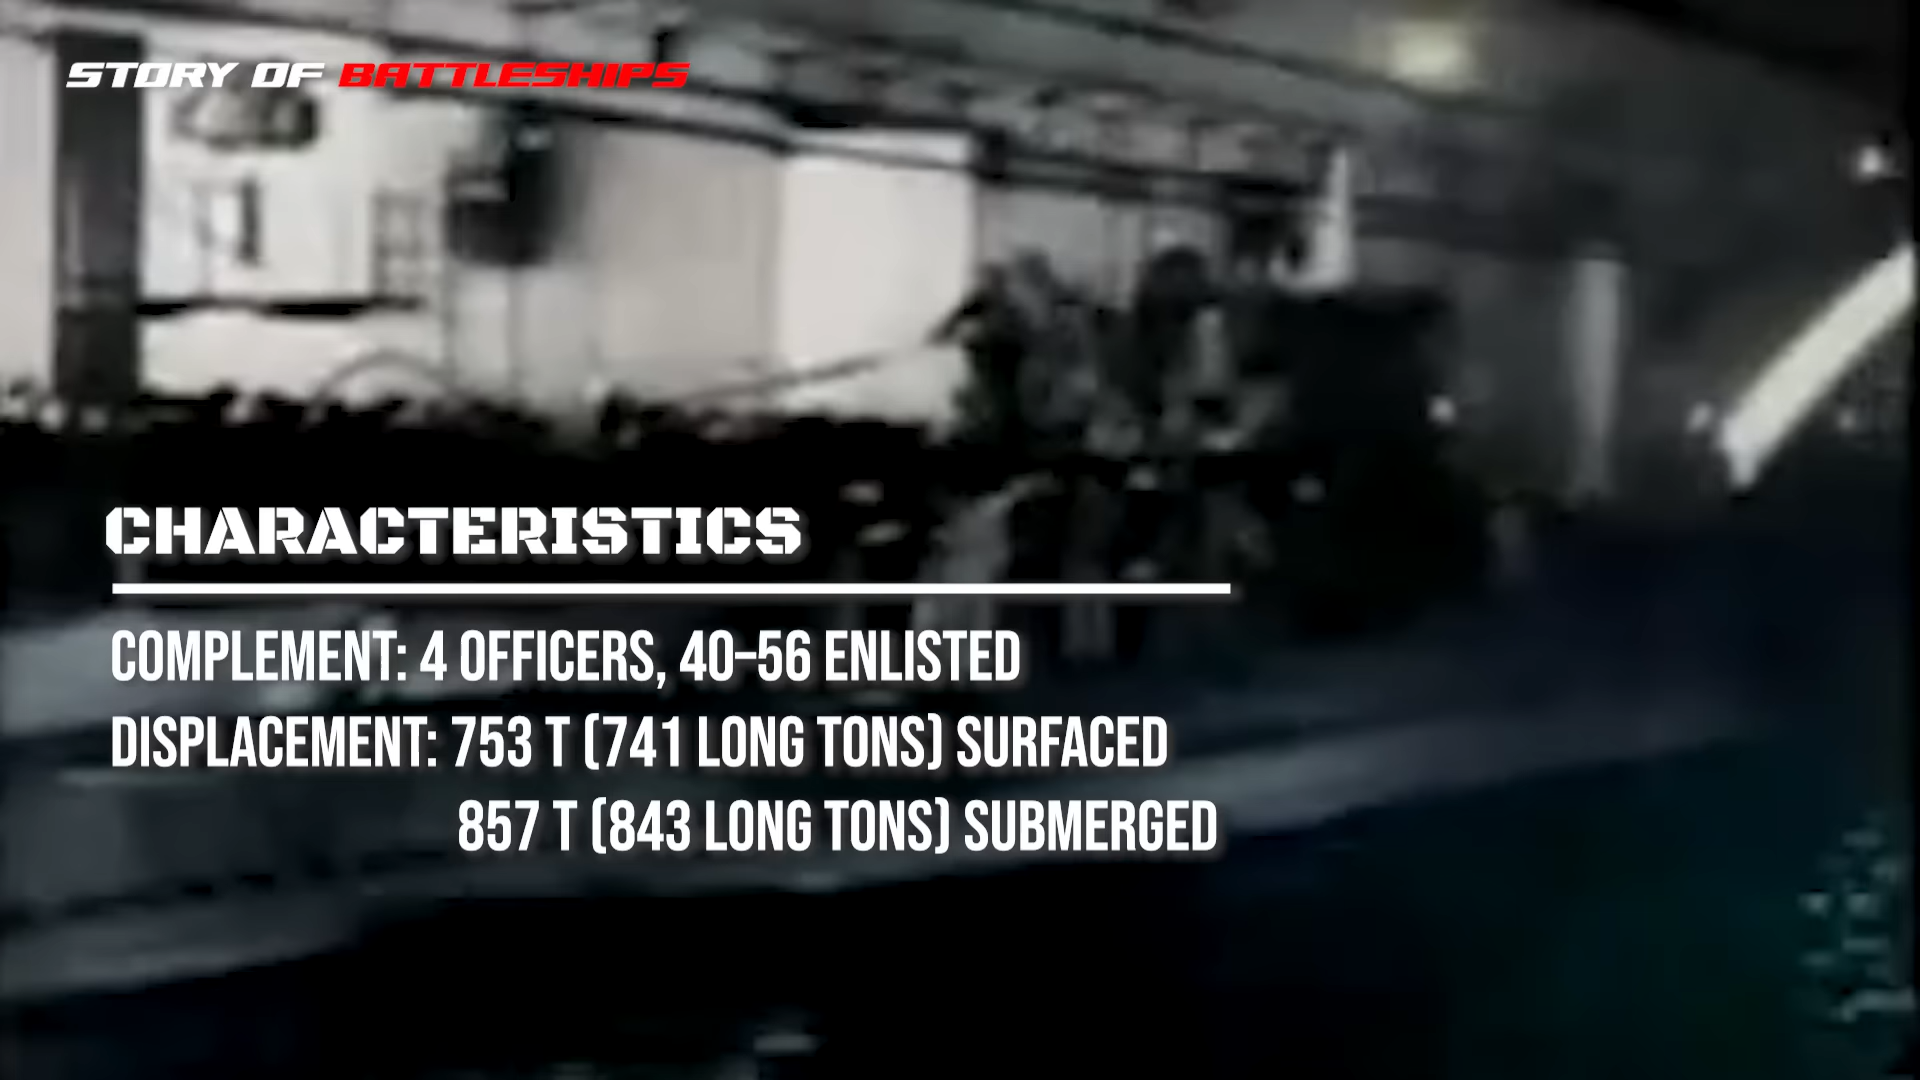 STORY OF BATTLESHIPS
CHARACTERISTICS
COMPLEMENT: 4 OFFICERS, 40–56 ENLISTED
DISPLACEMENT: 753 T (741 LONG TONS) SURFACED
857 T (843 LONG TONS) SUBMERGED